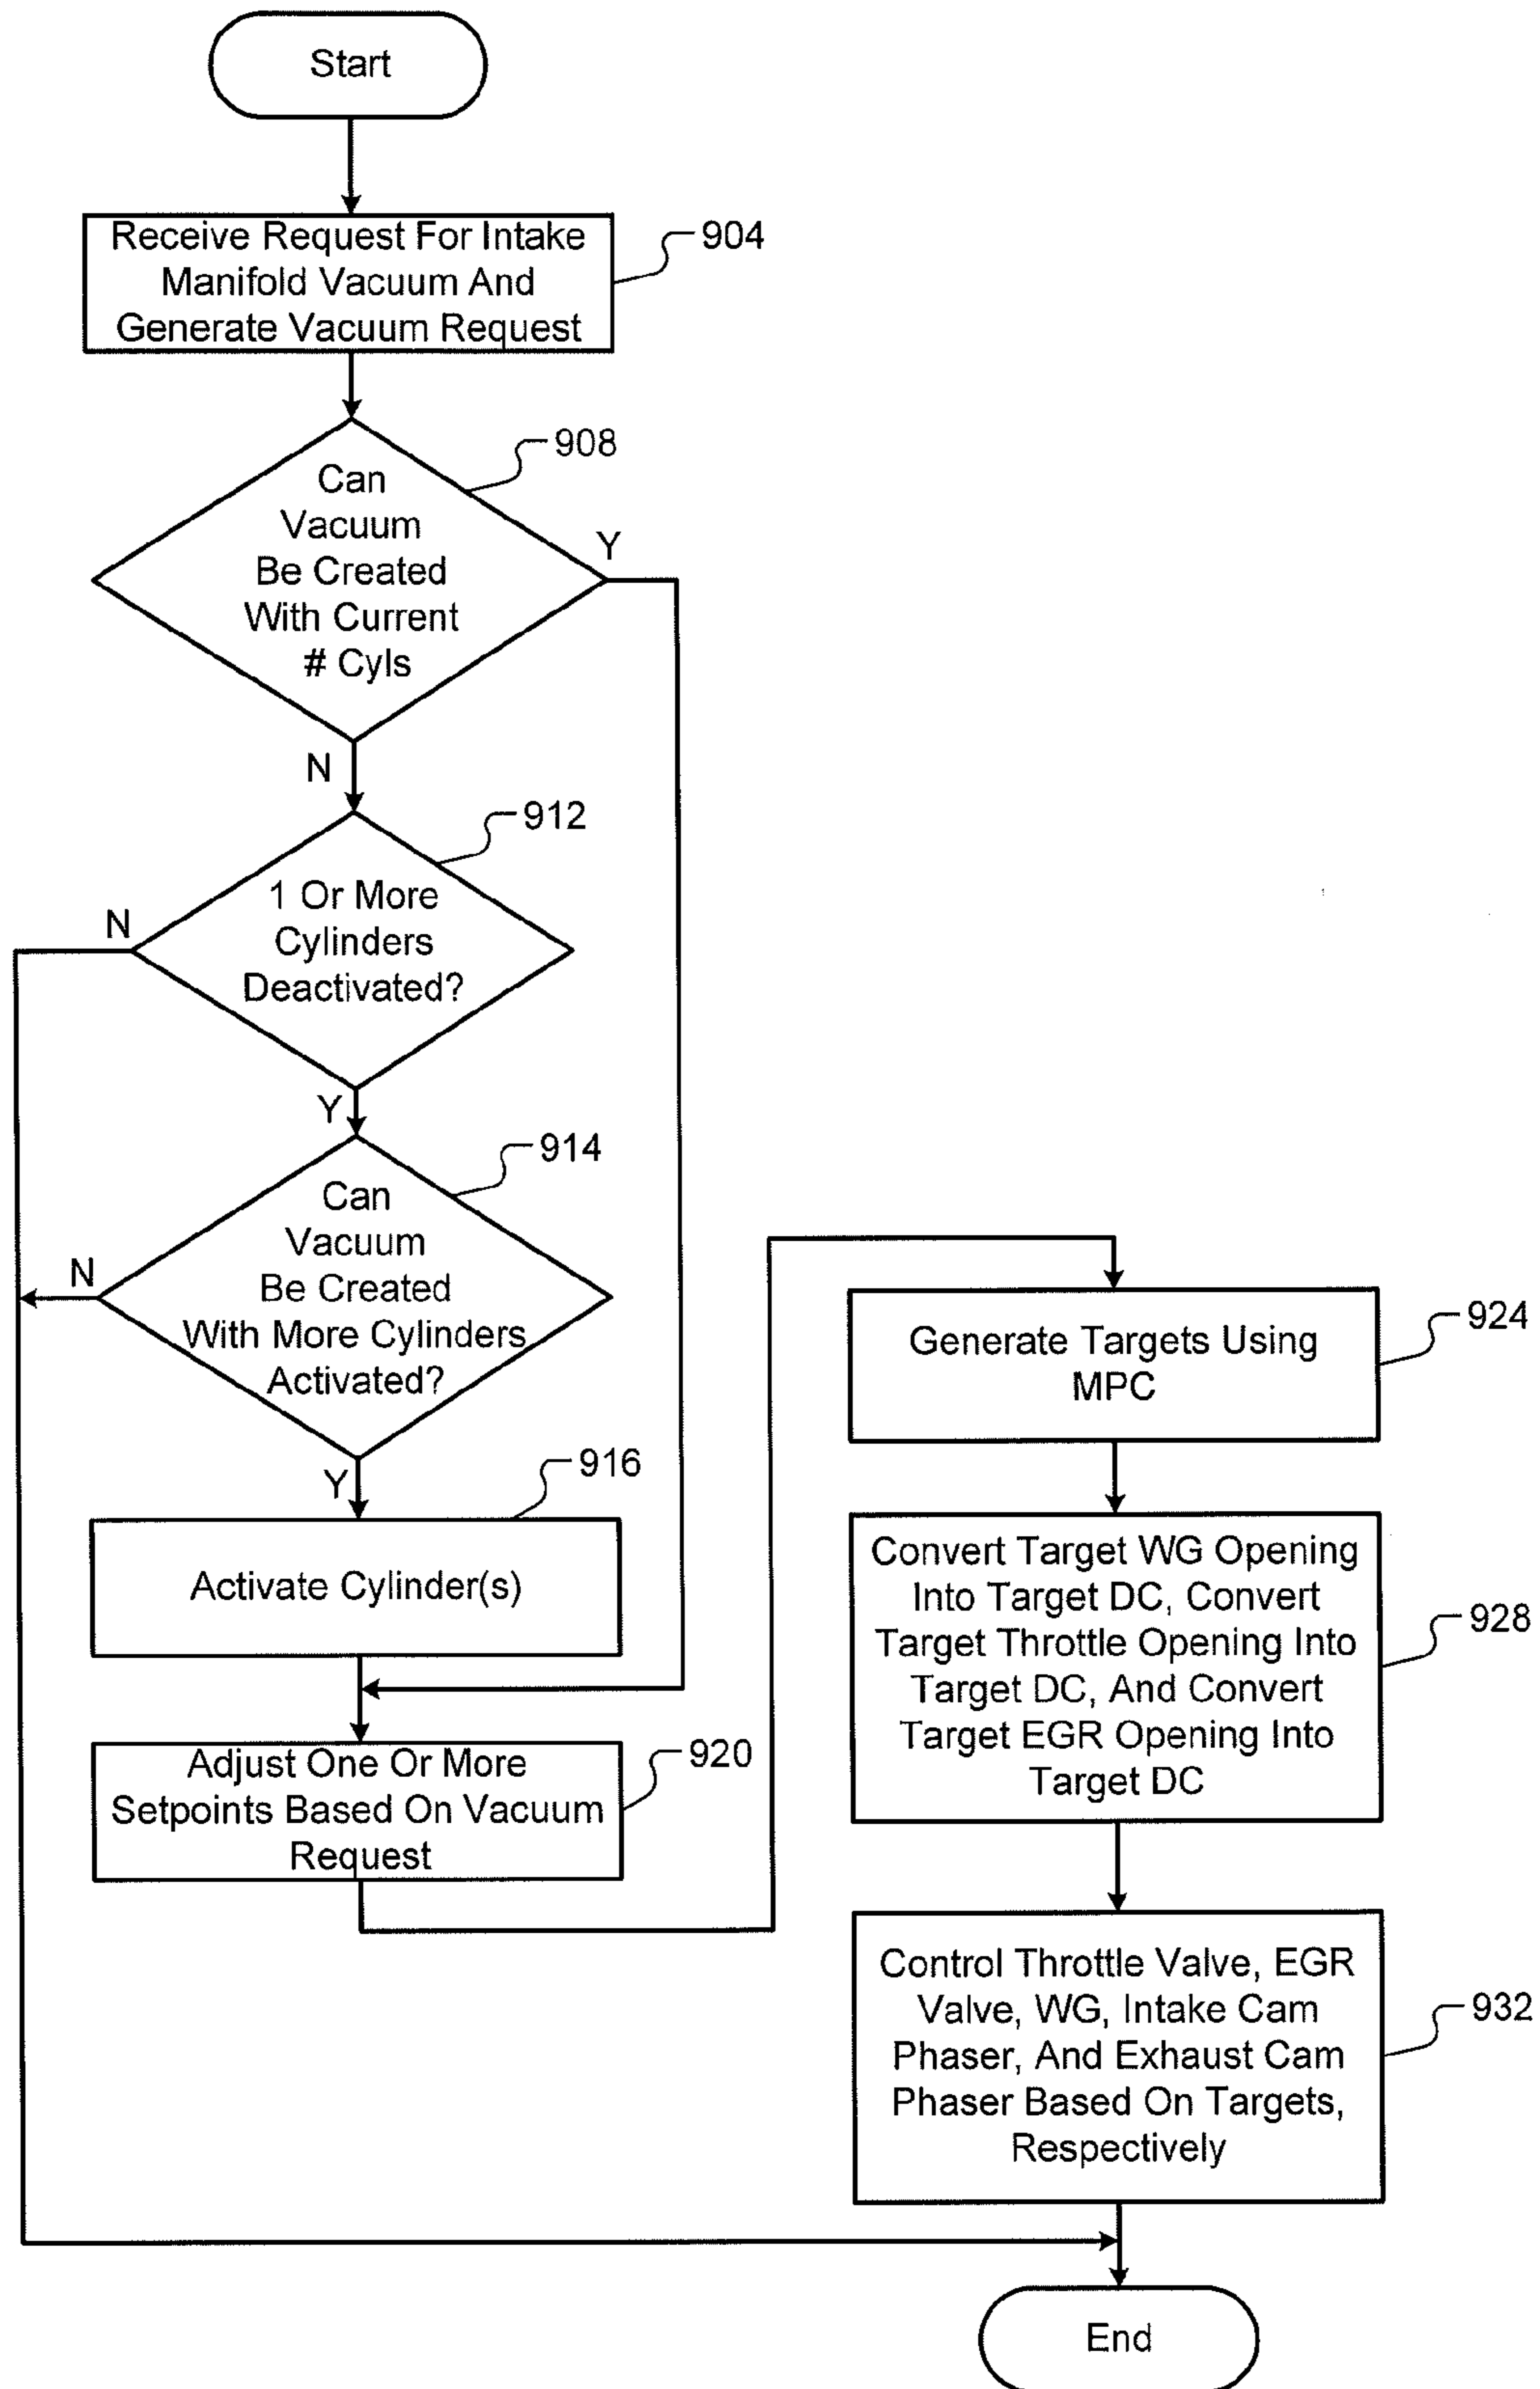 Start
Receive Request For Intake
Manifold Vacuum And
Generate Vacuum Request
904
Can
Vacuum
Be Created
With Current
# Cyls
908
Y
N
1 Or More
Cylinders
Deactivated?
912
N
Y
Can
Vacuum
Be Created
With More Cylinders
Activated?
914
N
Y
Activate Cylinder(s)
916
Adjust One Or More
Setpoints Based On Vacuum
Request
920
Generate Targets Using
MPC
924
Convert Target WG Opening
Into Target DC, Convert
Target Throttle Opening Into
Target DC, And Convert
Target EGR Opening Into
Target DC
928
Control Throttle Valve, EGR
Valve, WG, Intake Cam
Phaser, And Exhaust Cam
Phaser Based On Targets,
Respectively
932
End